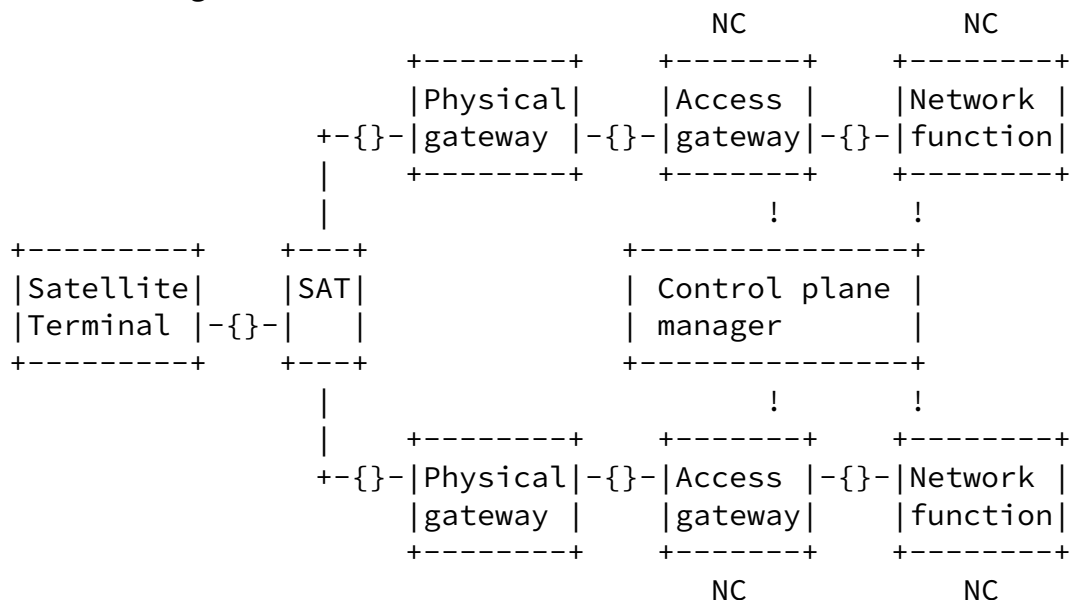 NC NC
+--------+ +-------+ +--------+
|Physical| |Access | |Network |
+-{}-|gateway |-{}-|gateway|-{}-|function|
| +--------+ +-------+ +--------+
| ! !
+---------+ +---+ +---------------+
|Satellite| |SAT| | Control plane |
|Terminal |-{}-| | | manager |
+---------+ +---+ +---------------+
| ! !
| +--------+ +-------+ +--------+
+-{}-|Physical|-{}-|Access |-{}-|Network |
|gateway | |gateway| |function|
+--------+ +-------+ +--------+
NC NC